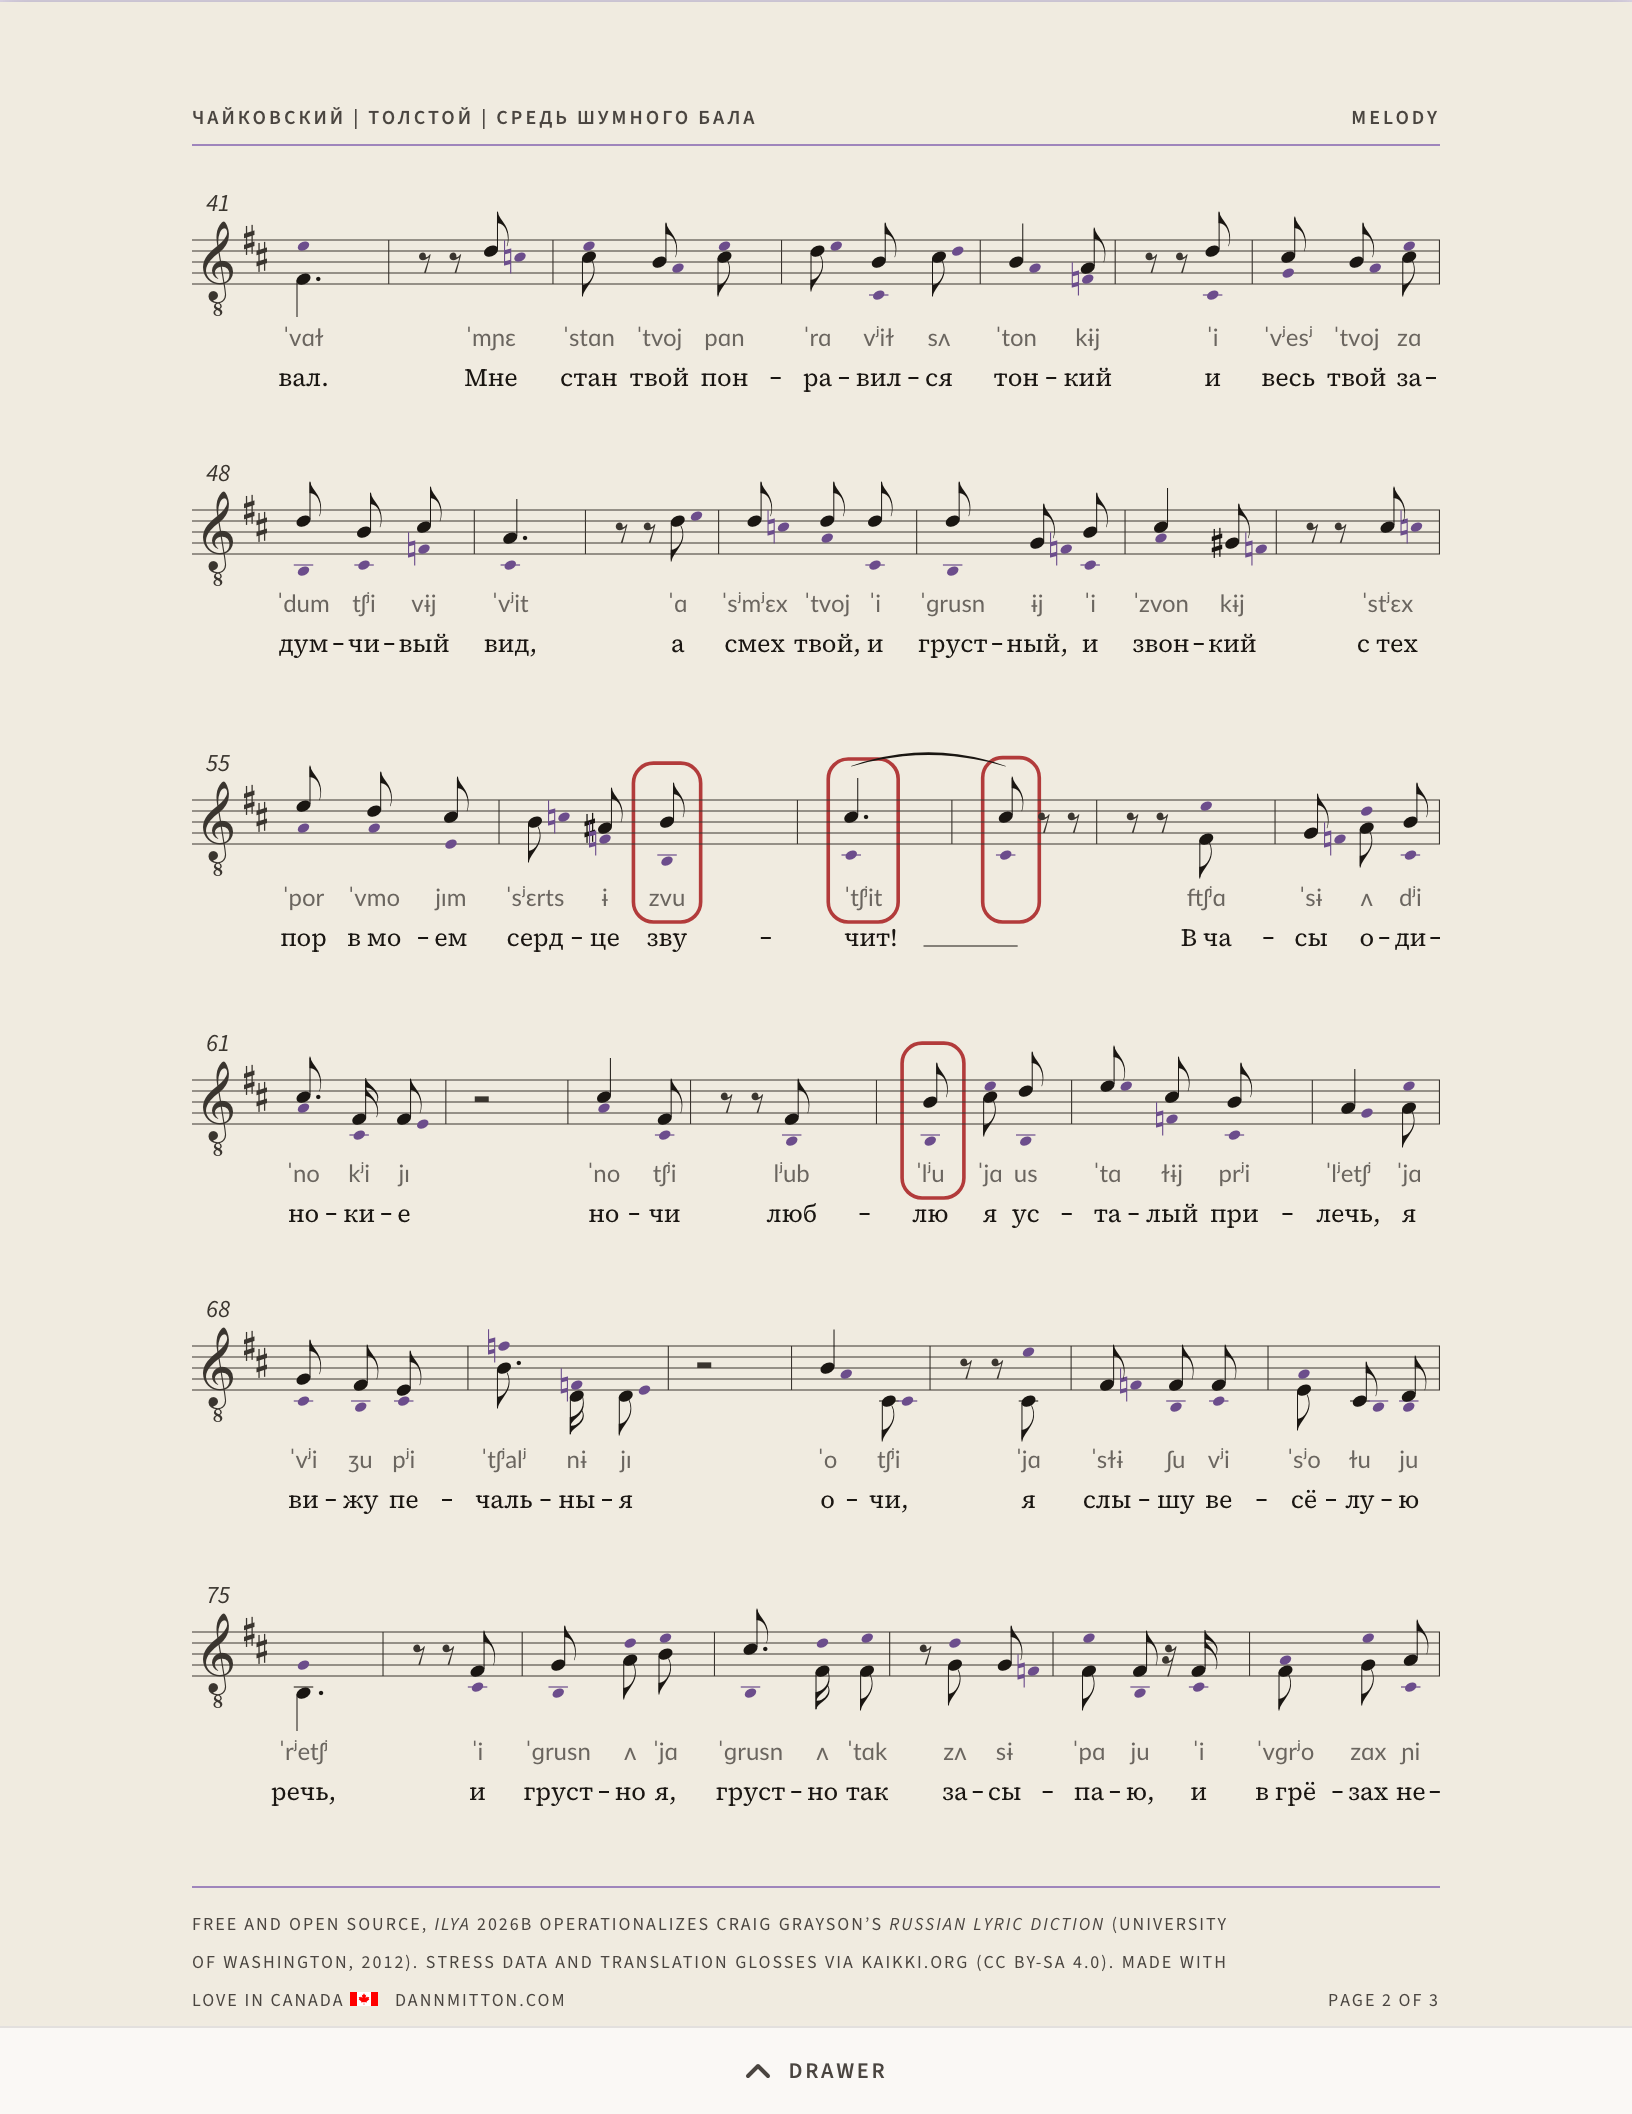 ЧАЙКОВСКИЙ | ТОЛСТОЙ | СРЕДЬ ШУМНОГО БАЛА MELODY
41
ˈvaɫ ˈmɲɛ ˈstan ˈtvoj pan ˈra vʲiɫ sʌ ˈton kɨj ˈi ˈvʲesʲ ˈtvoj za
вал. Мне стан твой пон – ра – вил – ся тон – кий и весь твой за –
48
ˈdum tʃʲi vɨj ˈvʲit ˈa ˈsʲmʲɛx ˈtvoj ˈi ˈgrusn ɨj ˈi ˈzvon kɨj ˈstʲɛx
дум – чи – вый вид, а смех твой, и груст – ный, и звон – кий с тех
55
ˈpor ˈvmo jɪm ˈsʲɛrts ɨ zvu ˈtʃʲit ftʃʲa ˈsɨ ʌ dʲi
пор в мо – ем серд – це зву – чит! В ча – сы о – ди –
61
ˈno kʲi jɪ ˈno tʃʲi lʲub ˈlʲu ˈja us ˈta ɫɨj prʲi ˈlʲetʃʲ ˈja
но – ки – е но – чи люб – лю я ус – та – лый при – лечь, я
68
ˈvʲi ʒu pʲi ˈtʃʲalʲ nɨ jɪ ˈo tʃʲi ˈja ˈsɫɨ ʃu vʲi ˈsʲo ɫu ju
ви – жу пе – чаль – ны – я о – чи, я слы – шу ве – сё – лу – ю
75
ˈrʲetʃʲ ˈi ˈgrusn ʌ ˈja ˈgrusn ʌ ˈtak zʌ sɨ ˈpa ju ˈi ˈvgrʲo zax ɲi
речь, и груст – но я, груст – но так за – сы – па – ю, и в грё – зах не –
FREE AND OPEN SOURCE, ILYA 2026B OPERATIONALIZES CRAIG GRAYSON’S RUSSIAN LYRIC DICTION (UNIVERSITY
OF WASHINGTON, 2012). STRESS DATA AND TRANSLATION GLOSSES VIA KAIKKI.ORG (CC BY-SA 4.0). MADE WITH
LOVE IN CANADA 🇨🇦 DANNMITTON.COM PAGE 2 OF 3
DRAWER